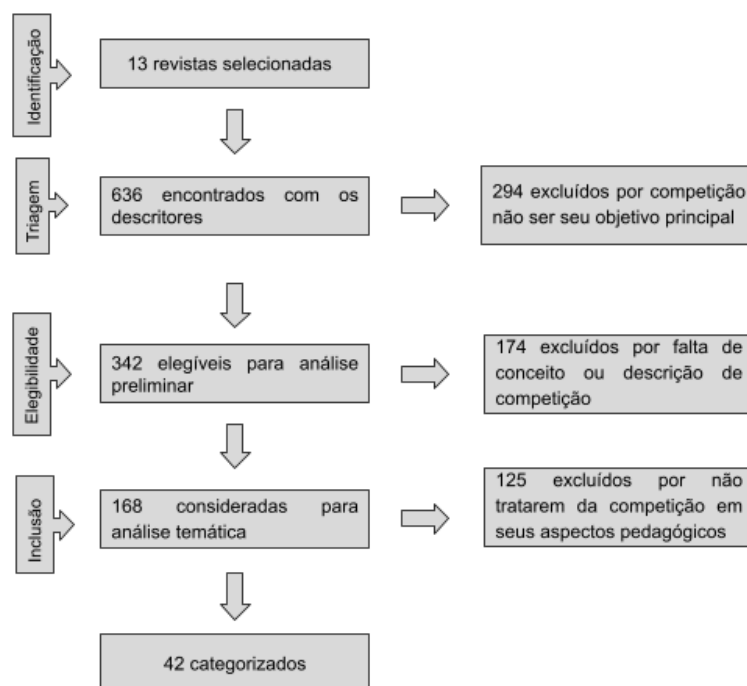 Identificação
13 revistas selecionadas
Triagem
636 encontrados com os
descritores
294 excluídos por competição
não ser seu objetivo principal
Elegibilidade
342 elegíveis para análise
preliminar
174 excluídos por falta de
conceito ou descrição de
competição
Inclusão
168 consideradas para
análise temática
125 excluídos por não
tratarem da competição em
seus aspectos pedagógicos
42 categorizados